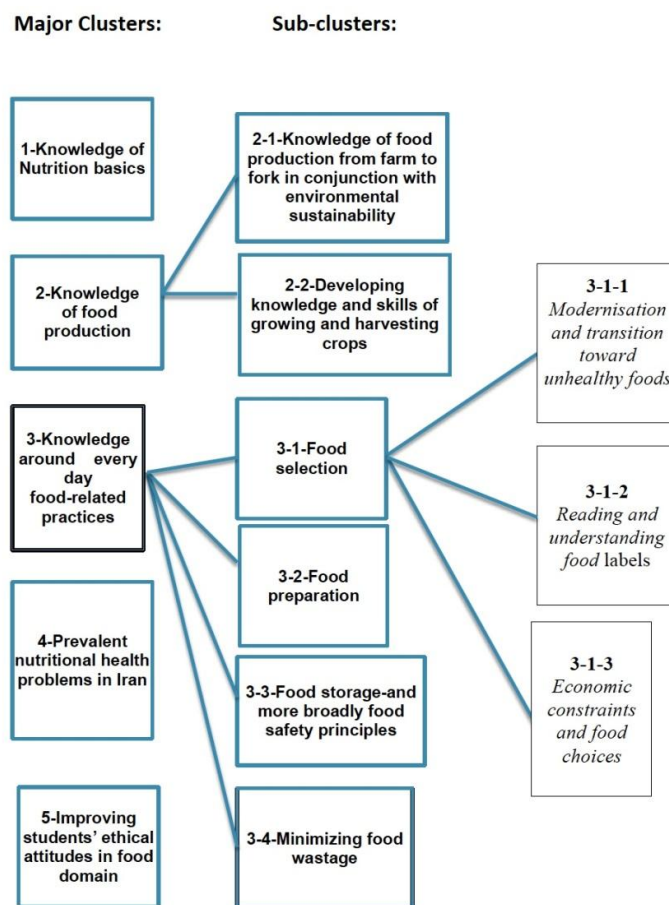 Major Clusters:
Sub-clusters:
1-Knowledge of
Nutrition basics
2-Knowledge
of food
production
3-Knowledge
around every
day
food-related
practices
4-Prevalent
nutritional health
problems in Iran
5-Improving
students’ ethical
attitudes in food
domain
2-1-Knowledge of food
production from farm to
fork in conjunction with
environmental
sustainability
2-2-Developing
knowledge and skills of
growing and harvesting
crops
3-1-Food
selection
3-2-Food
preparation
3-3-Food storage-and
more broadly food
safety principles
3-4-Minimizing food
wastage
3-1-1
Modernisation
and transition
toward
unhealthy foods
3-1-2
Reading and
understanding
food labels
3-1-3
Economic
constraints
and food
choices